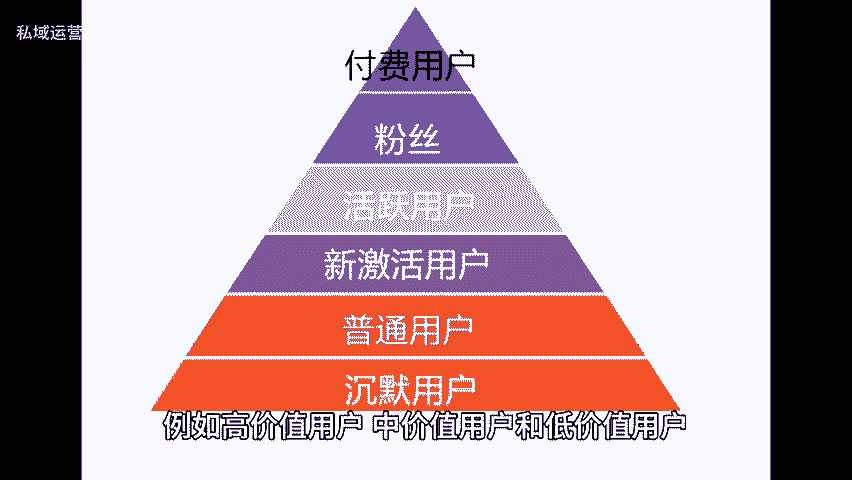 私域运营
付费用户
粉丝
活跃用户
新激活用户
普通用户
沉默用户
例如高价值用户 中价值用户和低价值用户